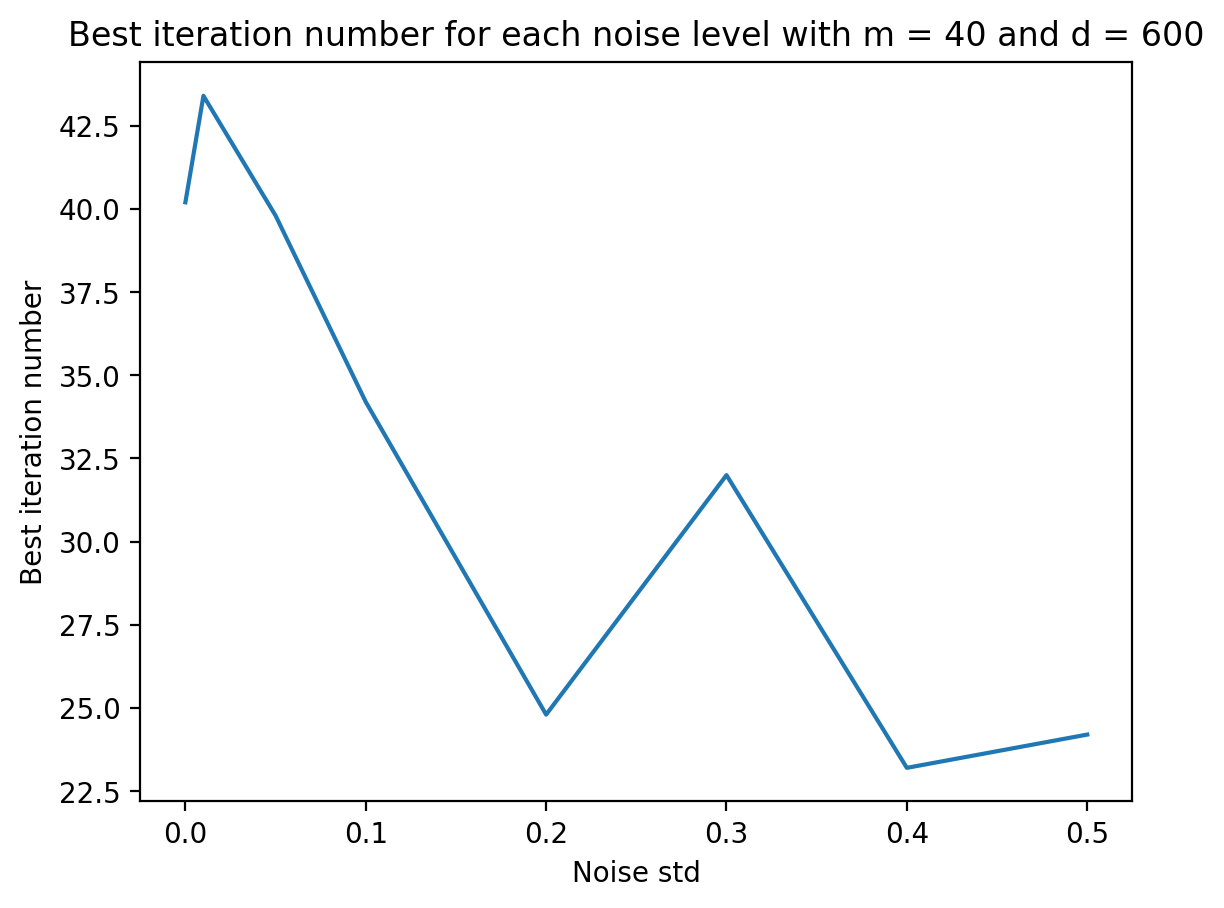 Best iteration number for each noise level with m = 40 and d = 600
42.5
40.0
37.5
35.0
32.5
30.0
27.5
25.0
22.5
Best iteration number
0.0 0.1 0.2 0.3 0.4 0.5
Noise std